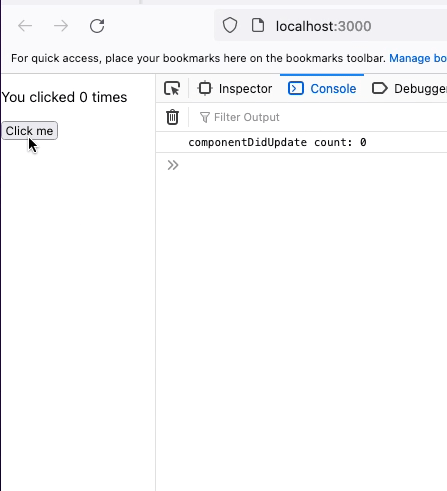 localhost:3000
For quick access, place your bookmarks here on the bookmarks toolbar. Manage bo
You clicked 0 times
Click me
Inspector
Console
Debugger
Filter Output
componentDidUpdate count: 0